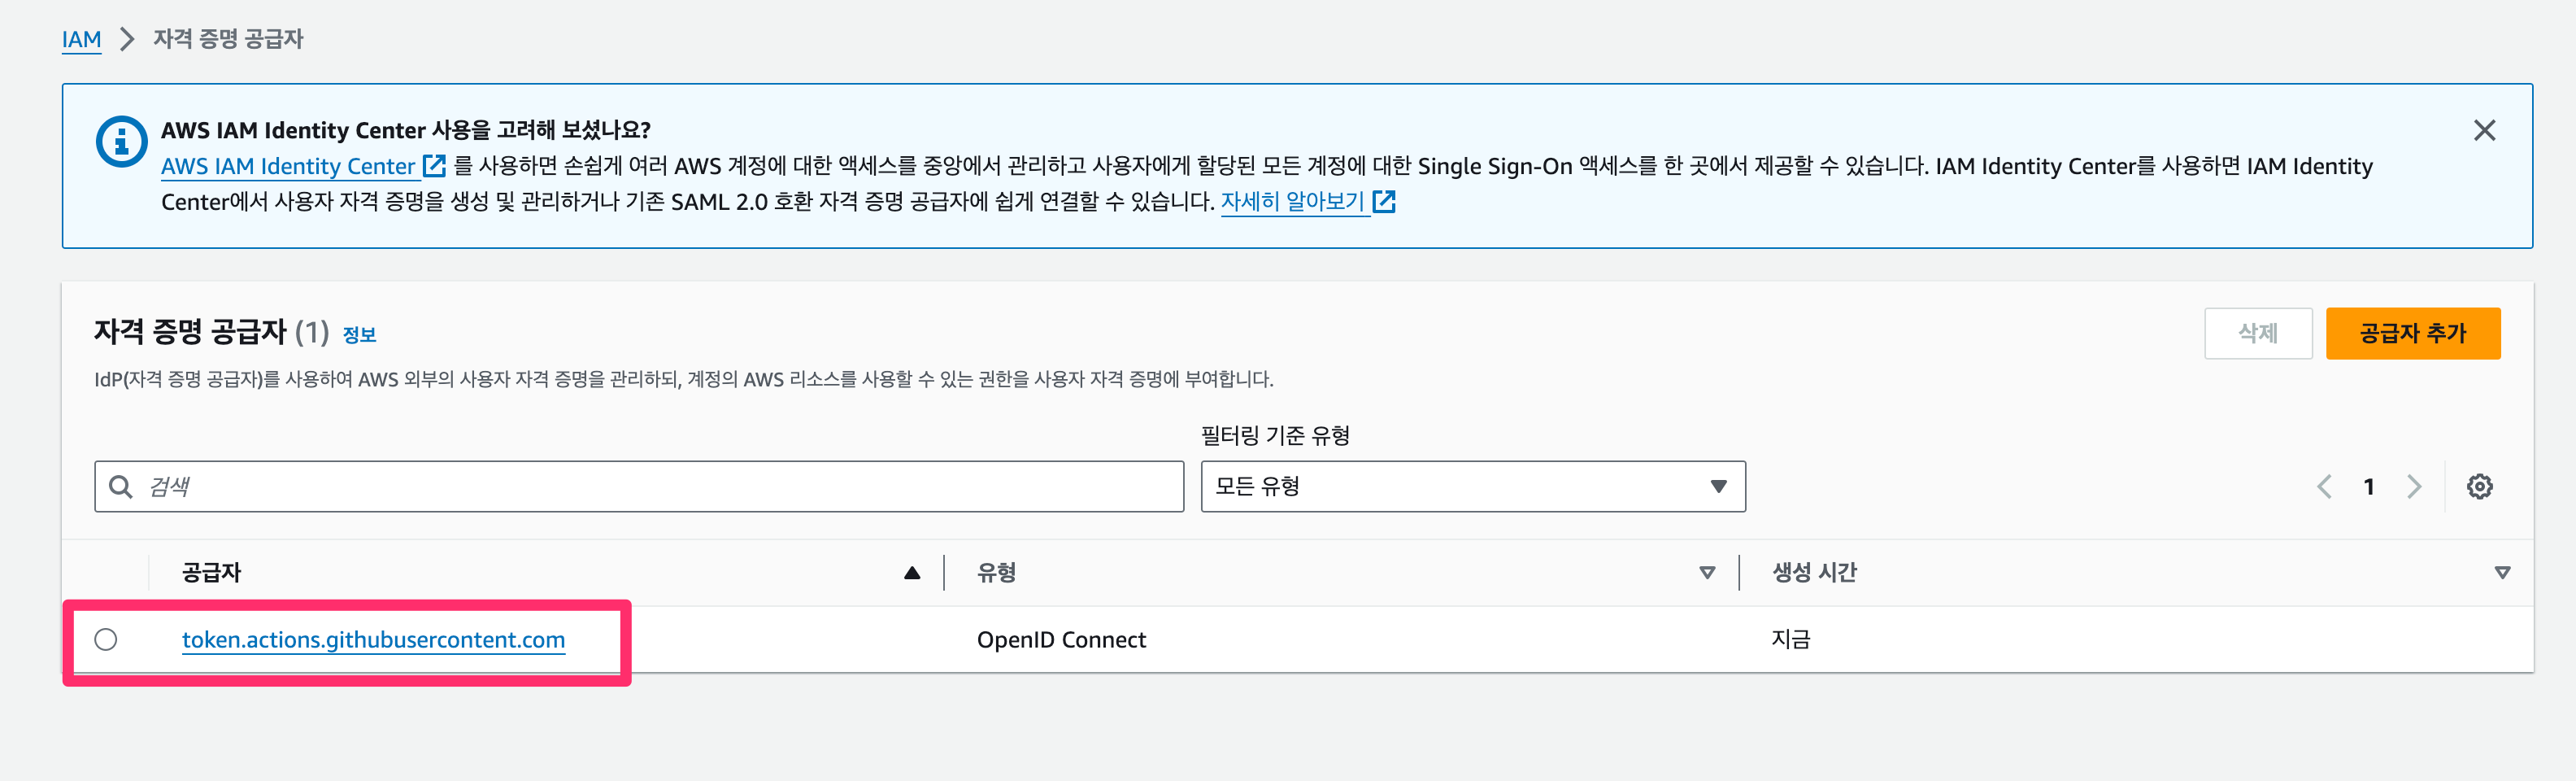 IAM > 자격 증명 공급자
AWS IAM Identity Center 사용을 고려해 보셨나요?
AWS IAM Identity Center 를 사용하면 손쉽게 여러 AWS 계정에 대한 액세스를 중앙에서 관리하고 사용자에게 할당된 모든 계정에 대한 Single Sign-On 액세스를 한 곳에서 제공할 수 있습니다. IAM Identity Center를 사용하면 IAM Identity
Center에서 사용자 자격 증명을 생성 및 관리하거나 기존 SAML 2.0 호환 자격 증명 공급자에 쉽게 연결할 수 있습니다. 자세히 알아보기
자격 증명 공급자 (1) 정보
삭제
공급자 추가
IdP(자격 증명 공급자)를 사용하여 AWS 외부의 사용자 자격 증명을 관리하되, 계정의 AWS 리소스를 사용할 수 있는 권한을 사용자 자격 증명에 부여합니다.
필터링 기준 유형
검색
모든 유형
1
공급자 유형 생성 시간
token.actions.githubusercontent.com OpenID Connect 지금